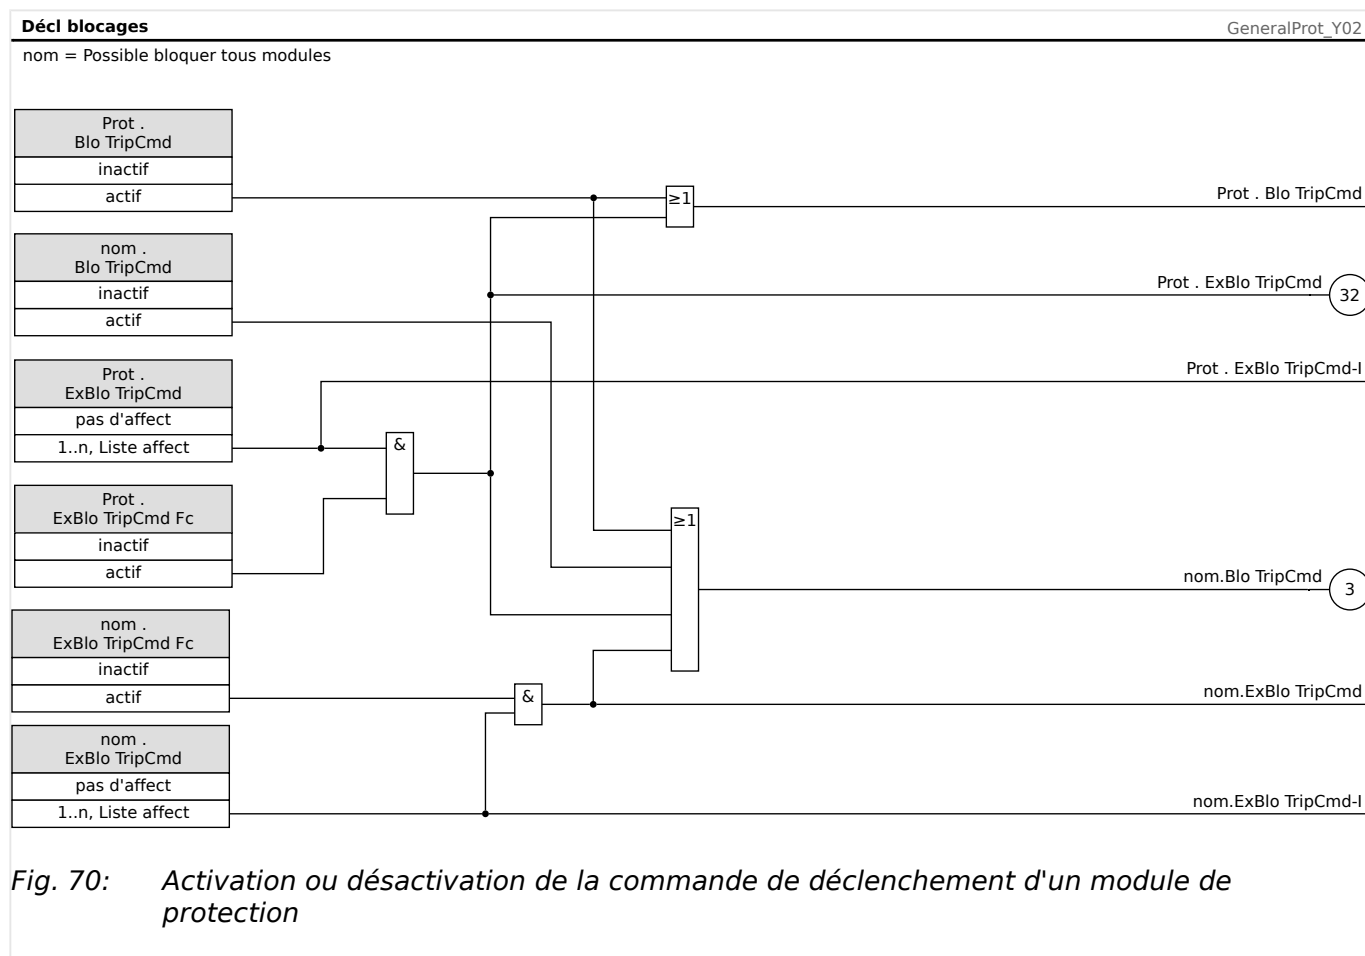 Décl blocages
GeneralProt_Y02
nom = Possible bloquer tous modules
Prot .
Blo TripCmd
inactif
actif
≥1
Prot . Blo TripCmd
nom .
Blo TripCmd
inactif
actif
Prot . ExBlo TripCmd
32
Prot .
ExBlo TripCmd
pas d'affect
1..n, Liste affect
Prot . ExBlo TripCmd-I
&
Prot .
ExBlo TripCmd Fc
inactif
actif
≥1
nom.Blo TripCmd
3
nom .
ExBlo TripCmd Fc
inactif
actif
&
nom.ExBlo TripCmd
nom .
ExBlo TripCmd
pas d'affect
1..n, Liste affect
nom.ExBlo TripCmd-I
Fig. 70: Activation ou désactivation de la commande de déclenchement d'un module de
protection